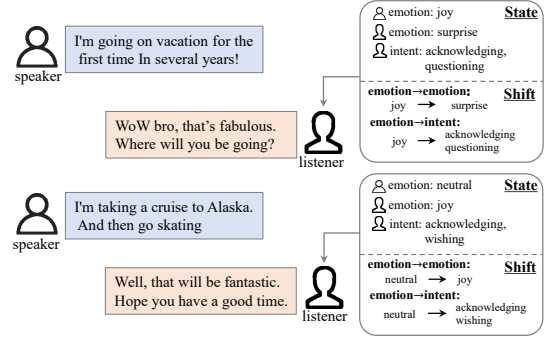 I'm going on vacation for the
first time In several years!
speaker
WoW bro, that's fabulous.
Where will you be going?
listener
State
emotion: joy
emotion: surprise
intent: acknowledging,
questioning
emotion→emotion: Shift
joy → surprise
emotion→intent:
joy → acknowledging
questioning
I'm taking a cruise to Alaska.
And then go skating
speaker
Well, that will be fantastic.
Hope you have a good time.
listener
State
emotion: neutral
emotion: joy
intent: acknowledging,
wishing
emotion→emotion: Shift
neutral → joy
emotion→intent:
neutral → acknowledging
wishing